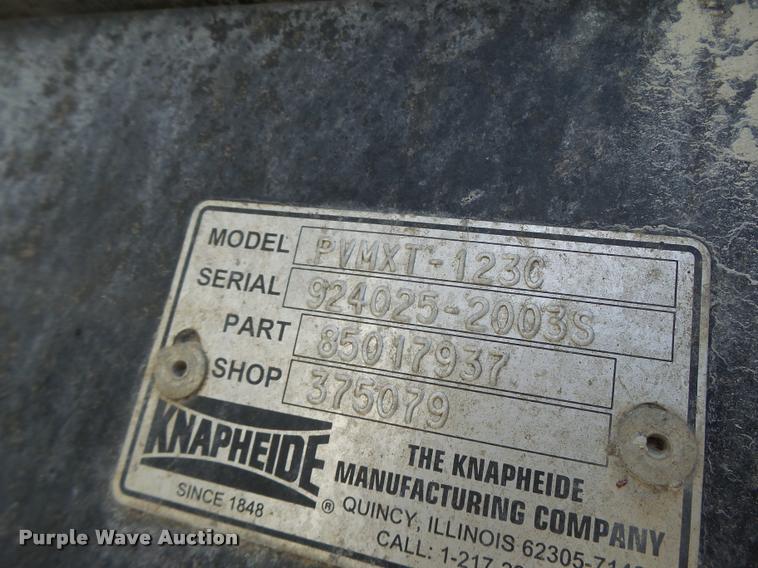 MODEL PVMXT-123C
SERIAL 924025-2003S
PART 85017937
SHOP 375079
KNAPHEIDE
SINCE 1848
®
THE KNAPHEIDE
MANUFACTURING COMPANY
QUINCY, ILLINOIS
CALL:
Purple Wave Auction